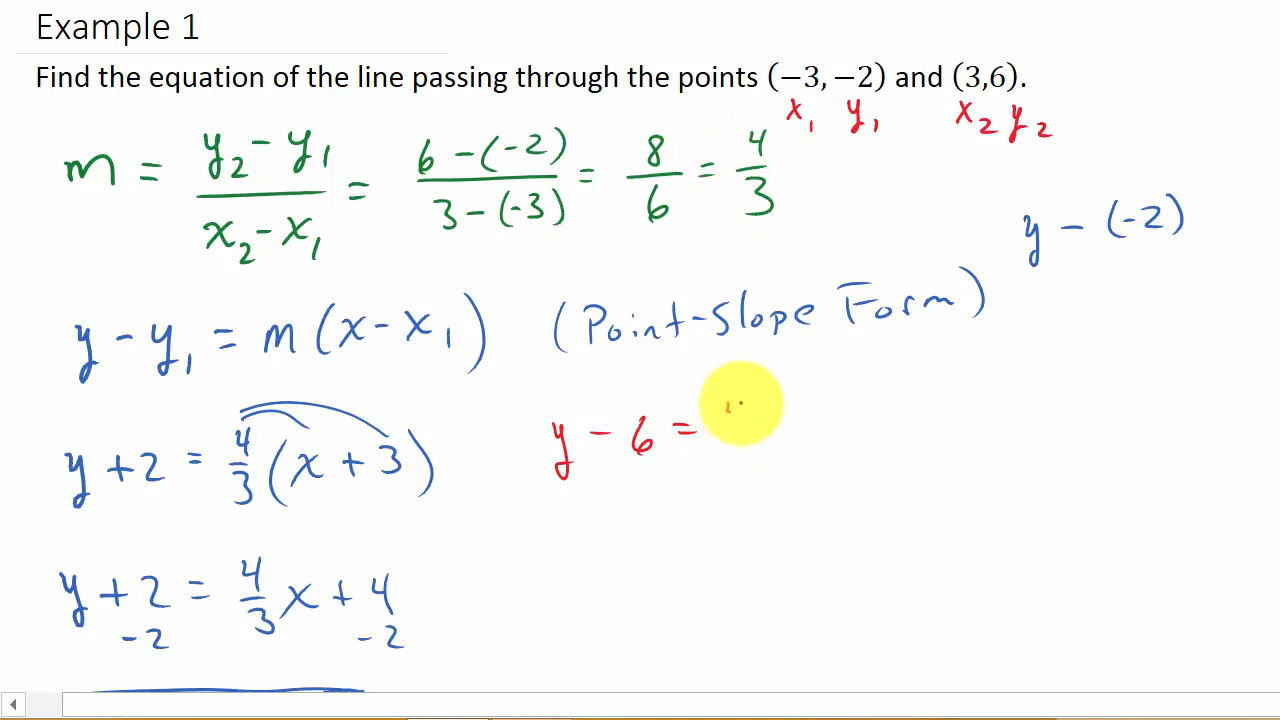 Example 1
Find the equation of the line passing through the points (−3, −2) and (3,6).
x₁ y₁ x₂ y₂
m = (y₂ - y₁)/(x₂ - x₁) = (6 - (-2))/(3 - (-3)) = 8/6 = 4/3
y - (-2)
y - y₁ = m(x - x₁) (Point-Slope Form)
y - 6 =
y + 2 = 4/3(x + 3)
y + 2 = 4/3x + 4
-2 -2